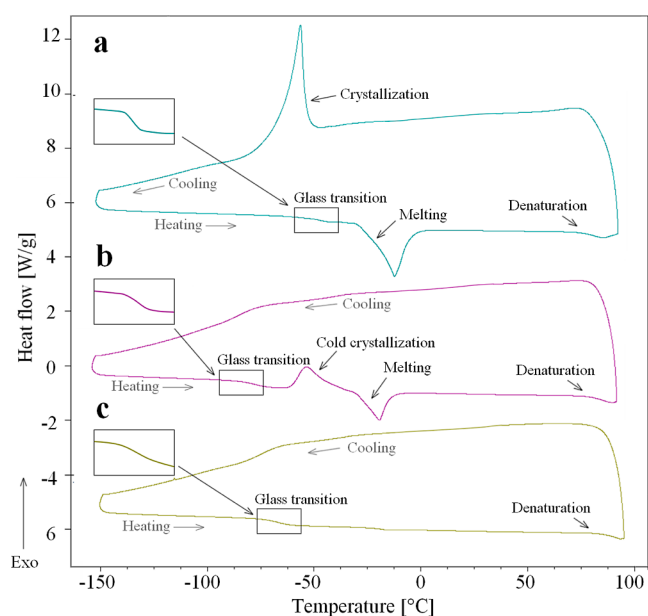 a
12
10
8
6
4
2
0
-2
-4
6
Heat flow [W/g]
Exo
Crystallization
Cooling
Glass transition
Heating
Melting
Denaturation
b
Cooling
Cold crystallization
Glass transition
Melting
Heating
Denaturation
c
Cooling
Glass transition
Heating
Denaturation
-150
-100
-50
0
50
100
Temperature [°C]